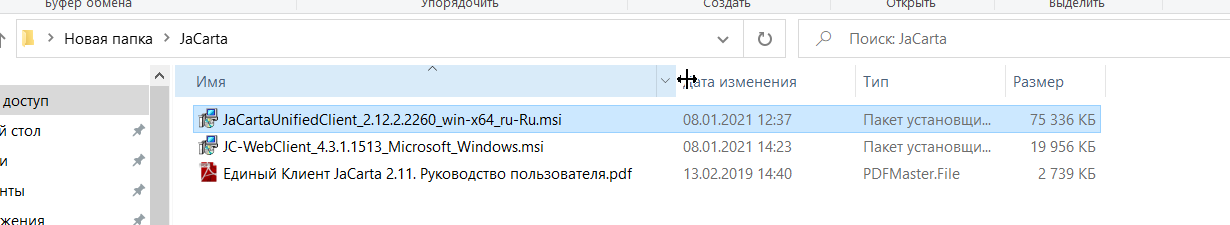 Буфер обмена Упорядочить Создать Открыть Выделить
Новая папка JaCarta Поиск: JaCarta
Имя Дата изменения Тип Размер
доступ
й стол
и
нты
жения
JaCartaUnifiedClient_2.12.2.2260_win-x64_ru-Ru.msi 08.01.2021 12:37 Пакет установщи... 75 336 КБ
JC-WebClient_4.3.1.1513_Microsoft_Windows.msi 08.01.2021 14:23 Пакет установщи... 19 956 КБ
Единый Клиент JaCarta 2.11. Руководство пользователя.pdf 13.02.2019 14:40 PDFMaster.File 2 739 КБ